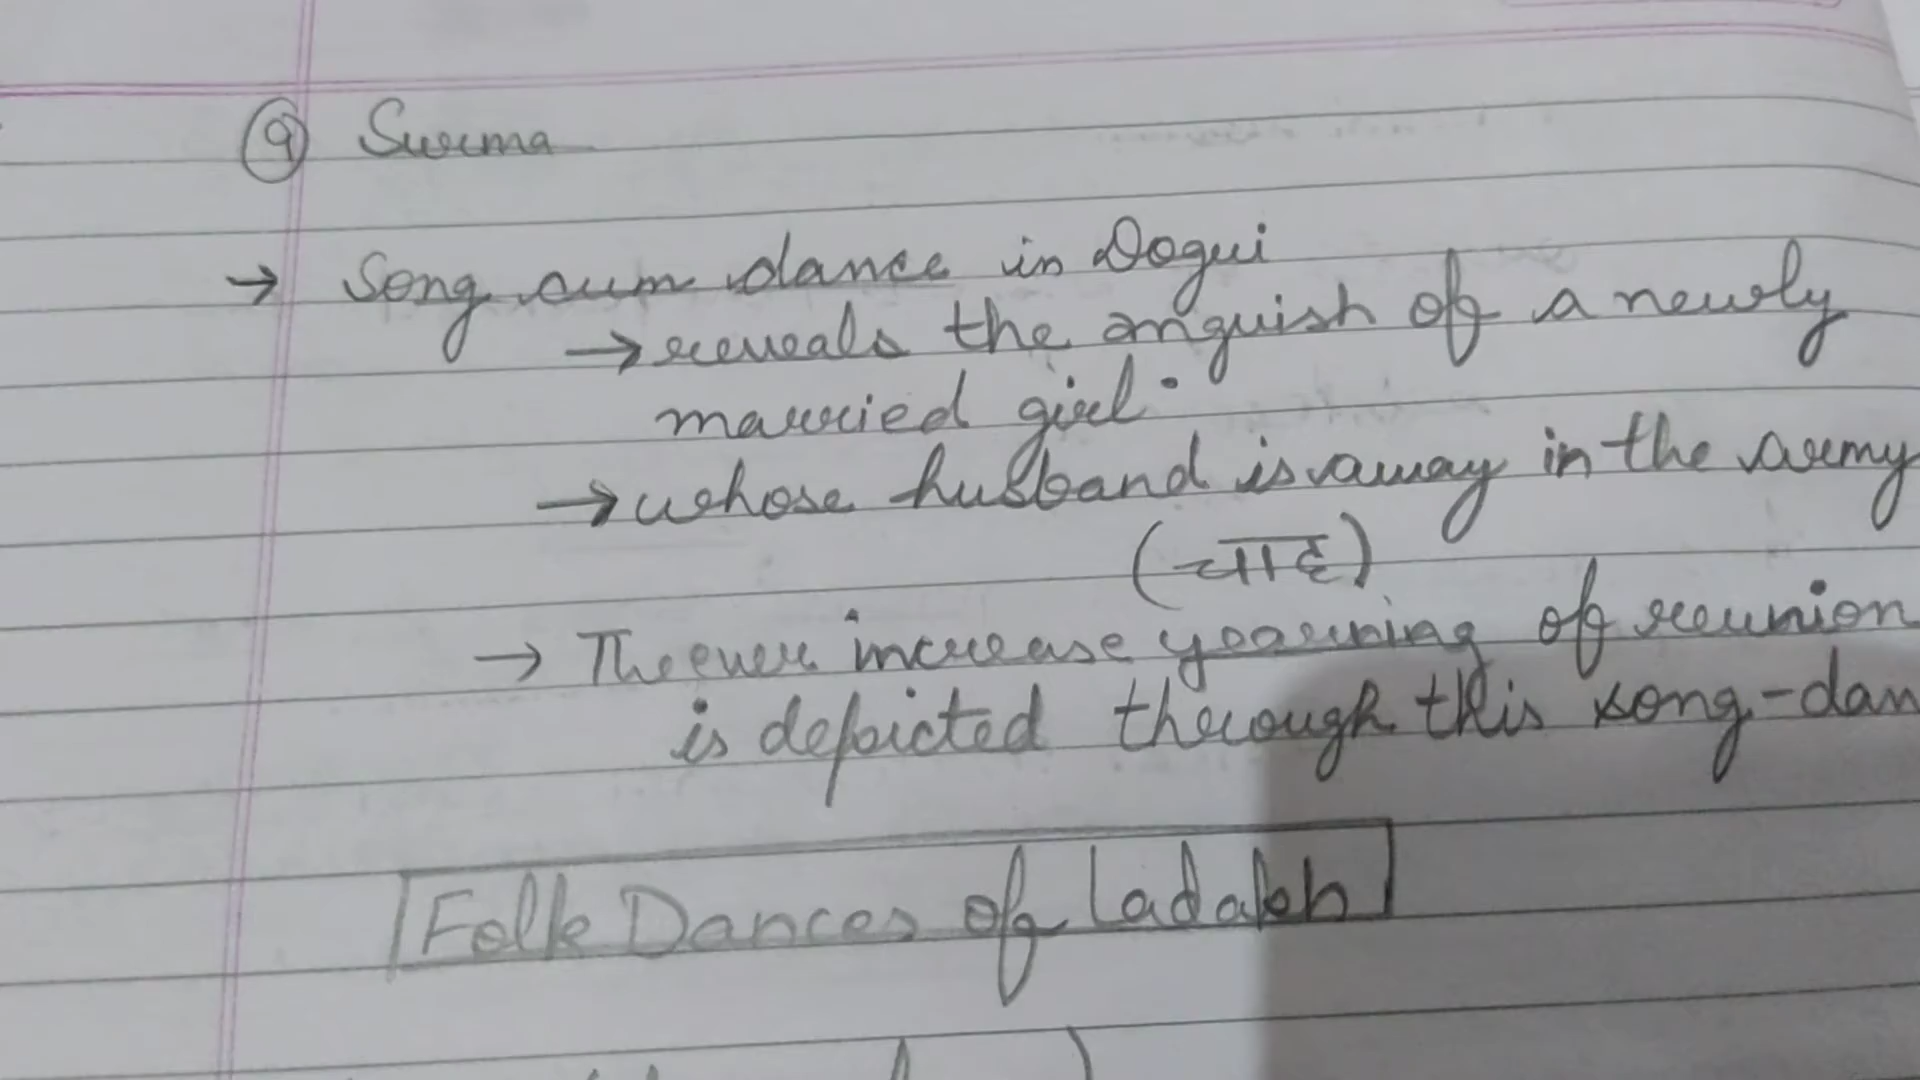 9 Surma
→ Song cum dance in Dogri
→ reveals the anguish of a newly
married girl.
→ whose husband is away in the army
(याद)
→ The ever increase yearning of reunion
is depicted through this song-dan
Folk Dances of Ladakh